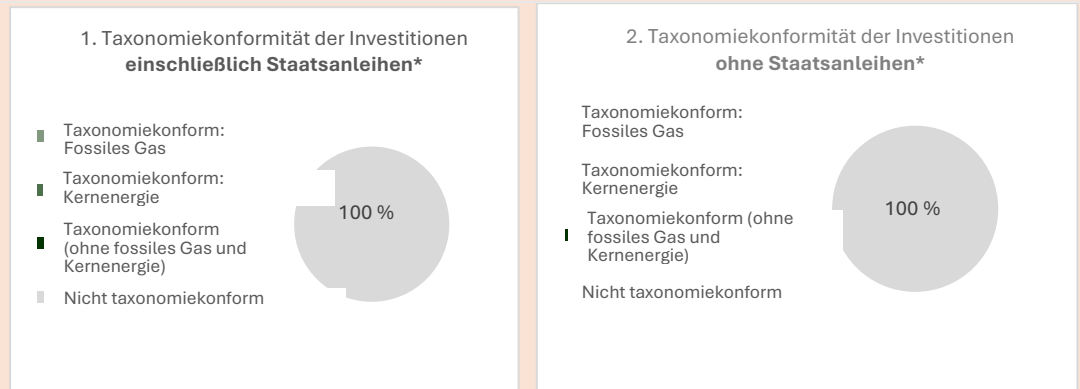 1. Taxonomiekonformität der Investitionen
einschließlich Staatsanleihen*
Taxonomiekonform:
Fossiles Gas
Taxonomiekonform:
Kernenergie
Taxonomiekonform
(ohne fossiles Gas und
Kernenergie)
Nicht taxonomiekonform
100 %
2. Taxonomiekonformität der Investitionen
ohne Staatsanleihen*
Taxonomiekonform:
Fossiles Gas
Taxonomiekonform:
Kernenergie
Taxonomiekonform (ohne
fossiles Gas und
Kernenergie)
Nicht taxonomiekonform
100 %